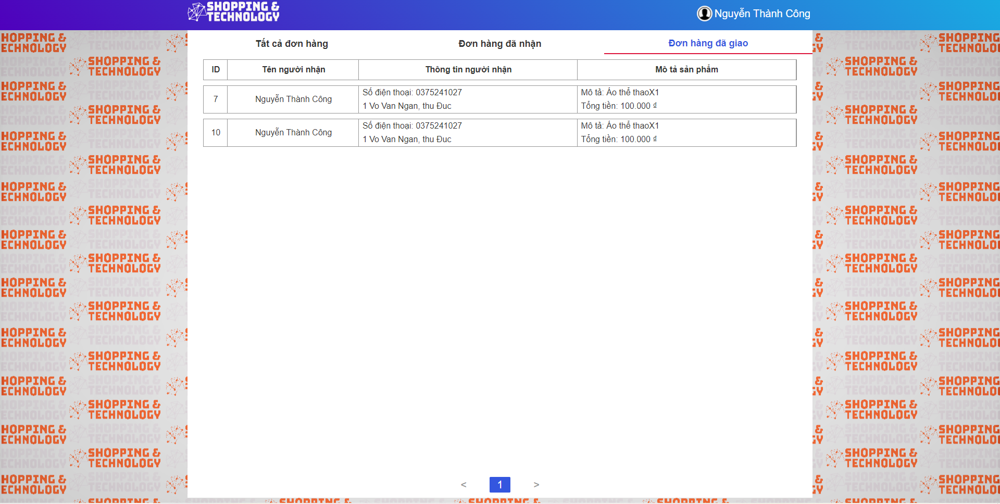 SHOPPING &
TECHNOLOGY
Nguyễn Thành Công
Tất cả đơn hàng
Đơn hàng đã nhận
Đơn hàng đã giao
ID
Tên người nhận
Thông tin người nhận
Mô tả sản phẩm
7
Nguyễn Thành Công
Số điện thoại: 0375241027
1 Vo Van Ngan, thu Đuc
Mô tả: Áo thể thaoX1
Tổng tiền: 100.000 ₫
10
Nguyễn Thành Công
Số điện thoại: 0375241027
1 Vo Van Ngan, thu Đuc
Mô tả: Áo thể thaoX1
Tổng tiền: 100.000 ₫
< 1 >